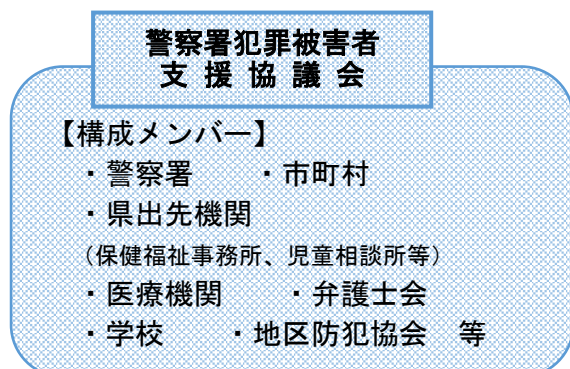 警察署犯罪被害者
支援協議会
【構成メンバー】
・警察署　・市町村
・県出先機関
（保健福祉事務所、児童相談所等）
・医療機関　・弁護士会
・学校　・地区防犯協会　等